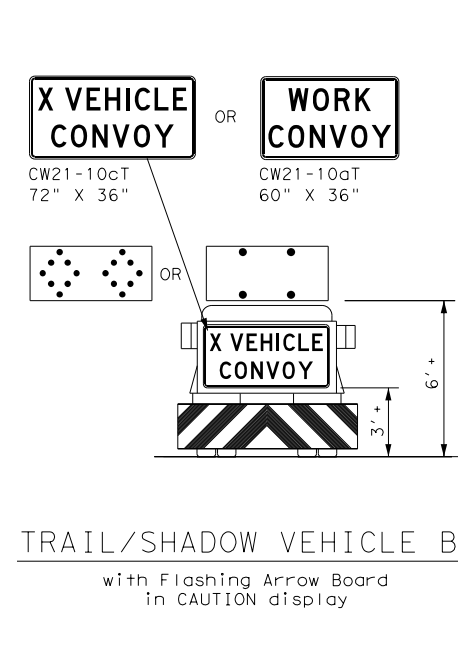 X VEHICLE
CONVOY
OR
WORK
CONVOY
CW21-10cT
72" X 36"
CW21-10aT
60" X 36"
OR
X VEHICLE
CONVOY
6' +
3' +
TRAIL/SHADOW VEHICLE B
with Flashing Arrow Board
in CAUTION display